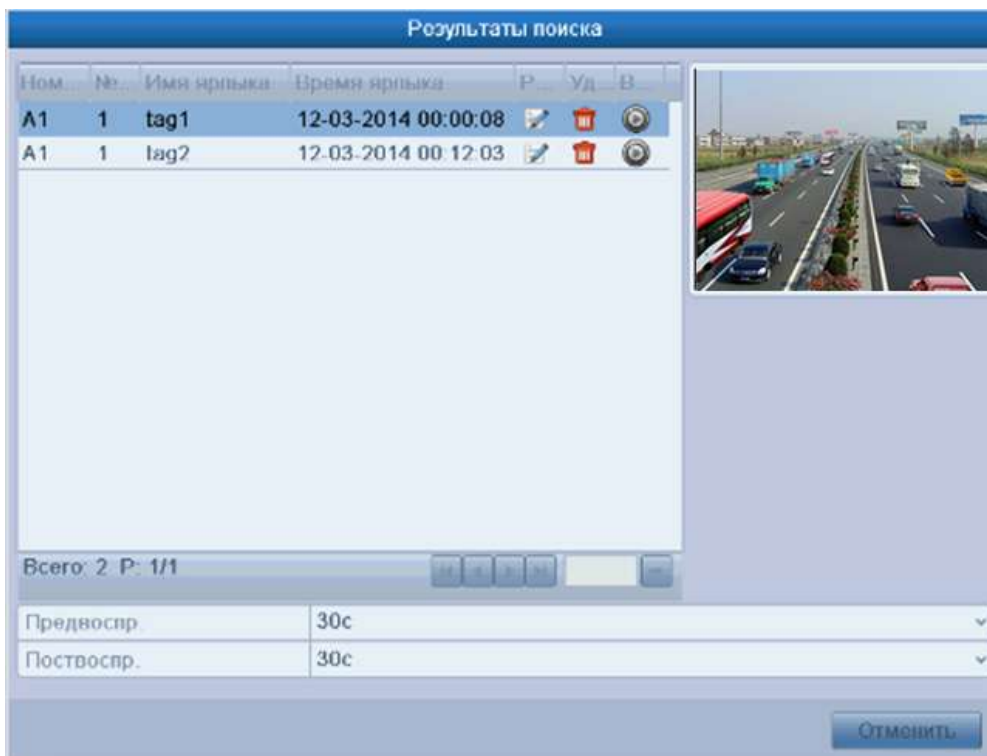 Результаты поиска
Ном... №... Имя ярлыка Время ярлыка Р... Уд... В...
A1 1 tag1 12-03-2014 00:00:08
A1 1 tag2 12-03-2014 00:12:03
Всего: 2 P: 1/1
Предвоспр. 30с
Поствоспр. 30с
Отменить